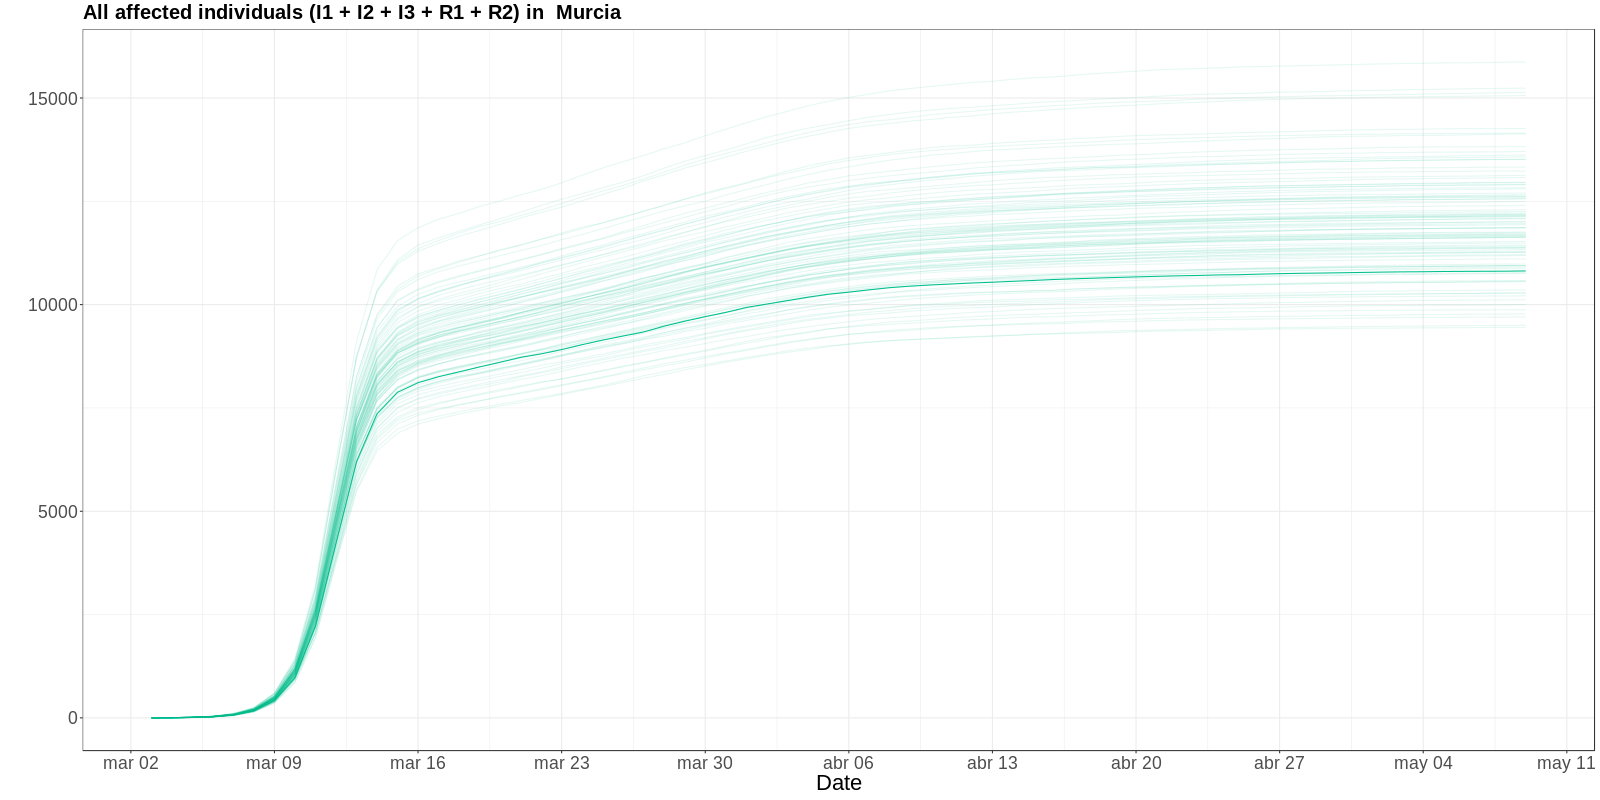 All affected individuals (I1 + I2 + I3 + R1 + R2) in  Murcia
15000
10000
5000
0
mar 02 mar 09 mar 16 mar 23 mar 30 abr 06 abr 13 abr 20 abr 27 may 04 may 11
Date